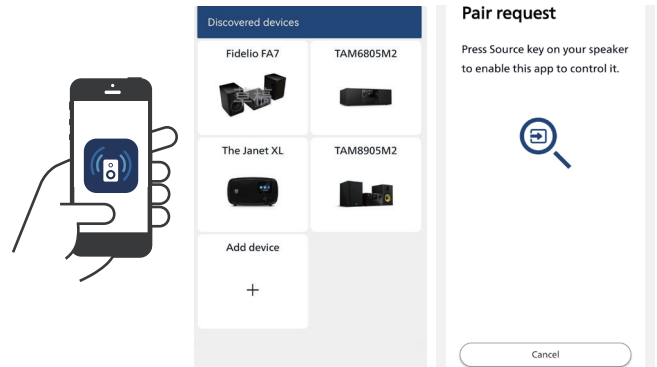 Discovered devices
Fidelio FA7
TAM6805M2
The Janet XL
TAM8905M2
Add device
Pair request
Press Source key on your speaker
to enable this app to control it.
Cancel